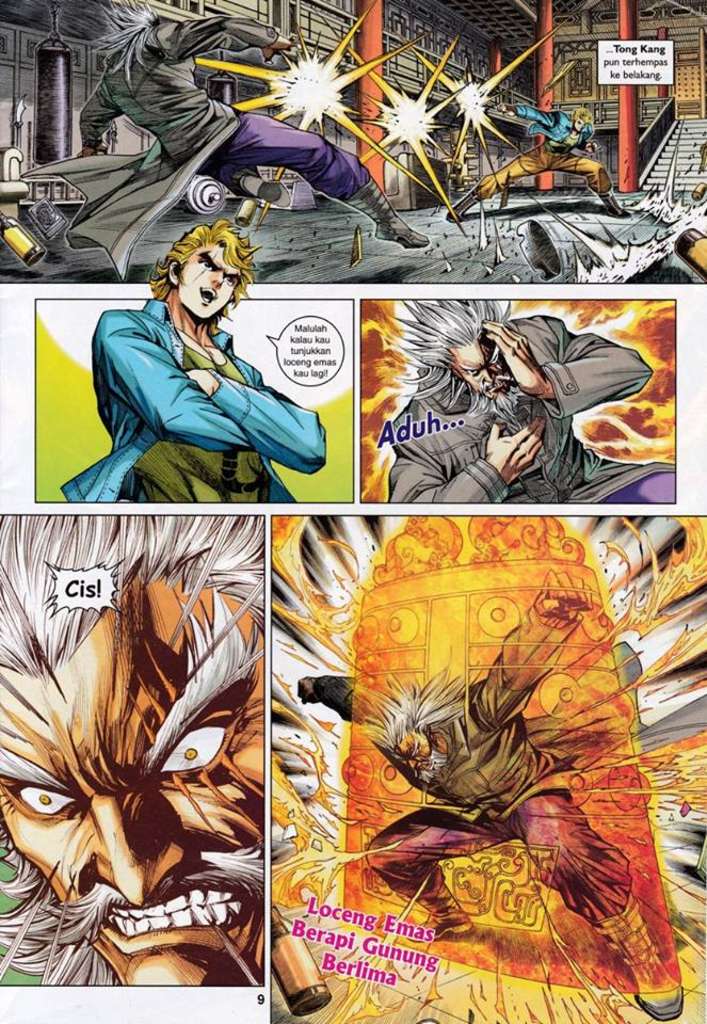 ...Tong Kang
pun terhempas
ke belakang.
Malulah
kalau kau
tunjukkan
loceng emas
kau lagi!
Aduh...
Cis!
Loceng Emas
Berapi Gunung
Berlima
9